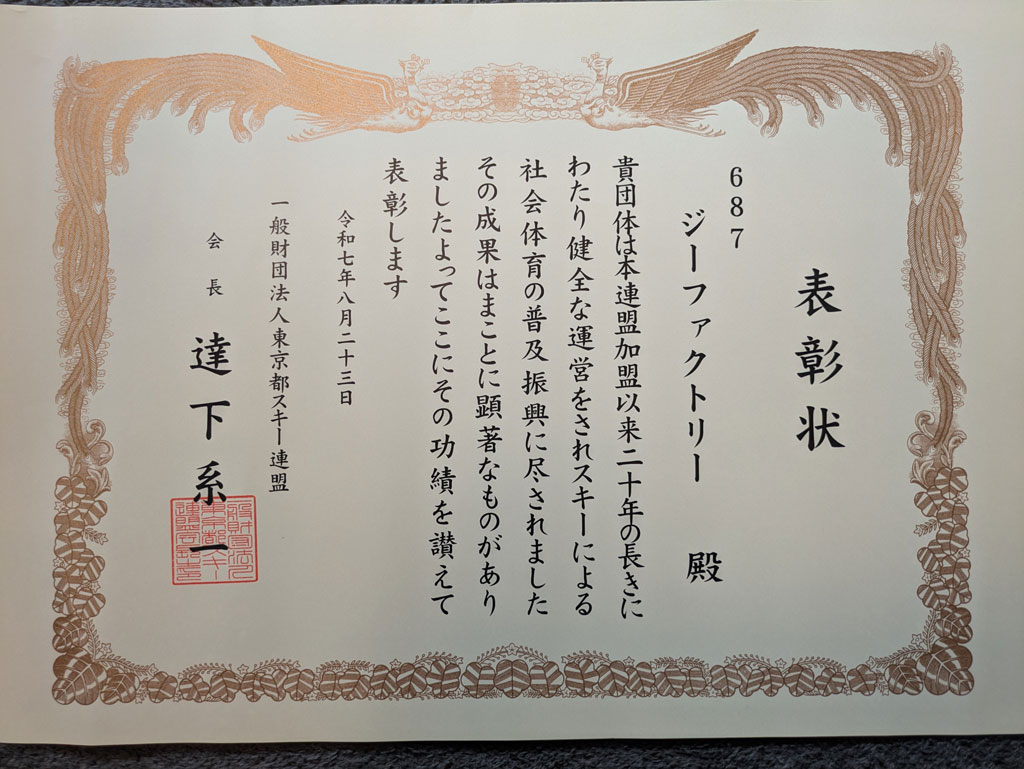 表彰状
687
ジーファクトリー 殿
貴団体は本連盟加盟以来二十年の長きに
わたり健全な運営をされスキーによる
社会体育の普及振興に尽されました
その成果はまことに顕著なものがあり
ましたよってここにその功績を讃えて
表彰します
令和七年八月二十三日
一般財団法人東京都スキー連盟
会長 達下系一